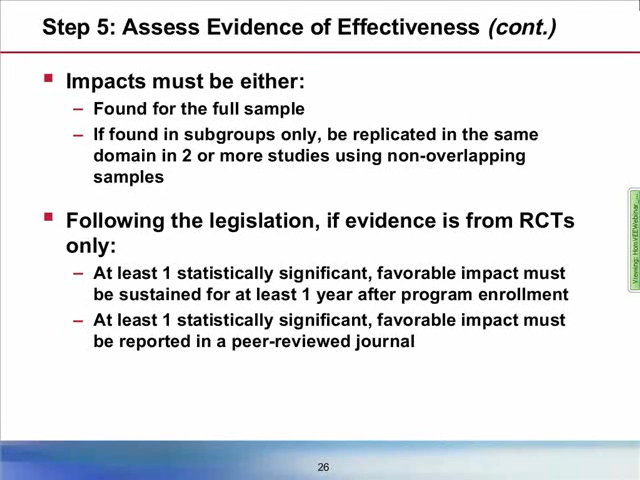 Step 5: Assess Evidence of Effectiveness (cont.)
Impacts must be either:
– Found for the full sample
– If found in subgroups only, be replicated in the same
domain in 2 or more studies using non-overlapping
samples
Following the legislation, if evidence is from RCTs
only:
– At least 1 statistically significant, favorable impact must
be sustained for at least 1 year after program enrollment
– At least 1 statistically significant, favorable impact must
be reported in a peer-reviewed journal
Viewing: HomVEEWebinar_...
26